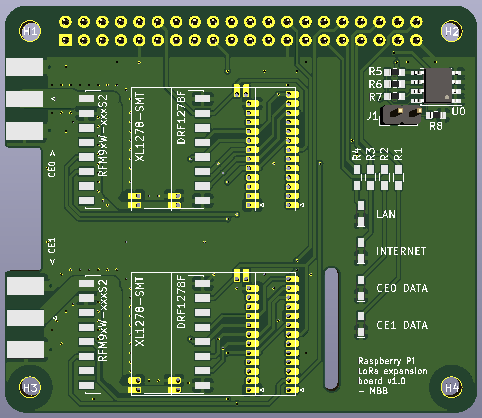 H1
H2
R5
R6
R7
J1
U0
R8
RFM9xW-xxxS2
XL1278-SMT
DRF1278F
CE0 >
R4
R3
R2
R1
LAN
INTERNET
CE0 DATA
CE1 DATA
CE1
RFM9xW-xxxS2
XL1278-SMT
DRF1278F
Raspberry Pi
LoRa expansion
board v1.0
- MBB
H3
H4